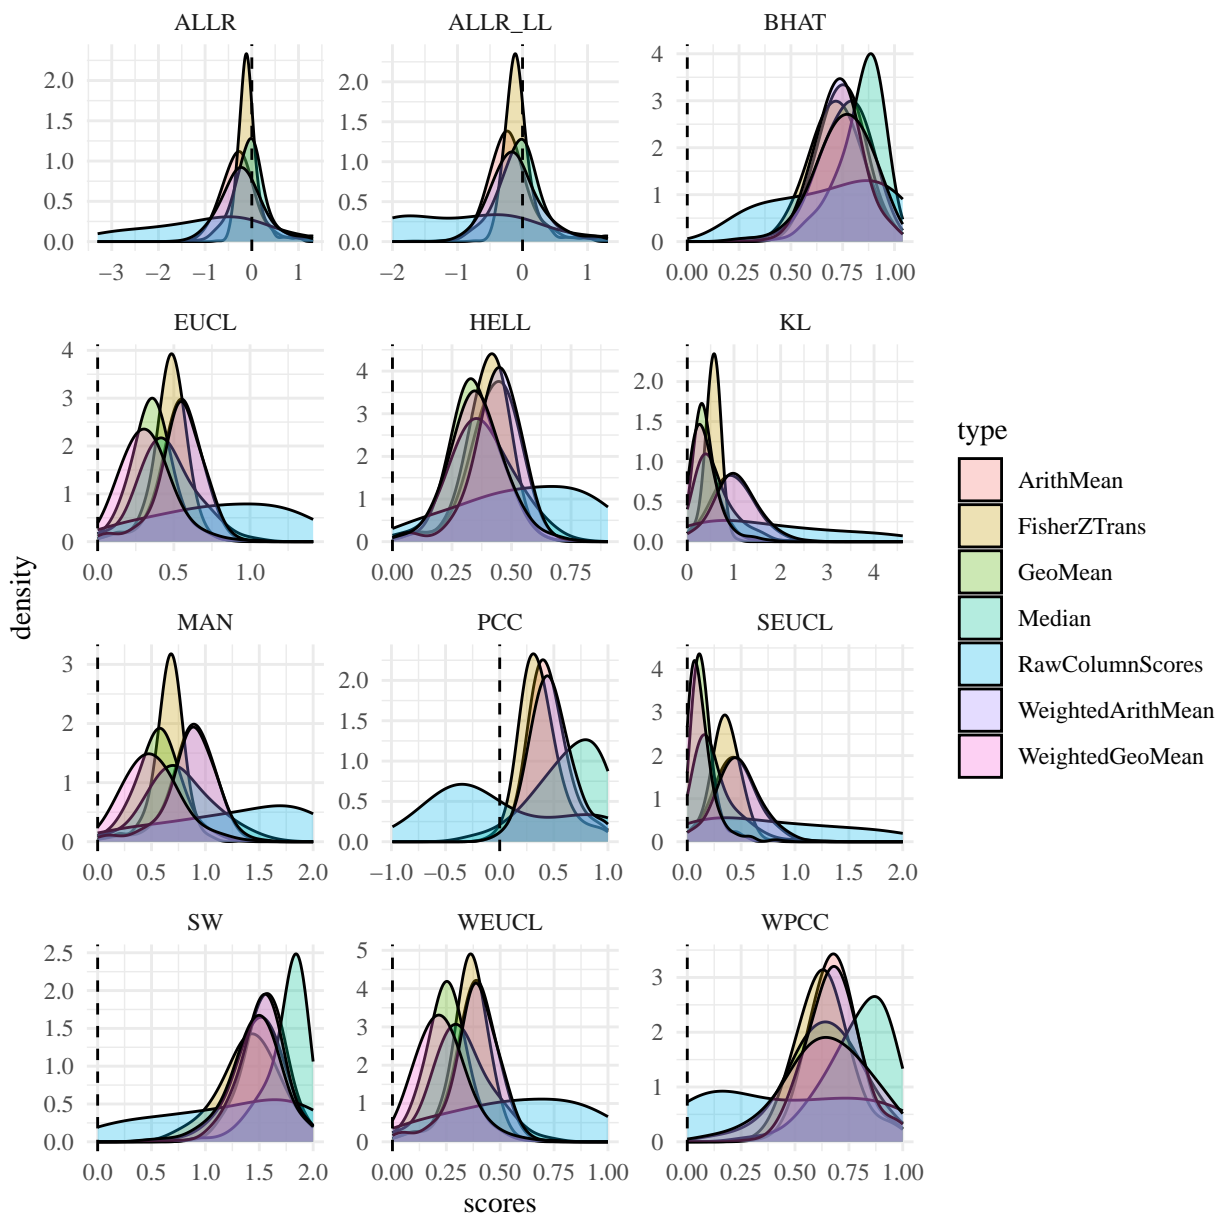 ALLR ALLR_LL BHAT
2.0 1.5 1.0 0.5 0.0
−3 −2 −1 0 1
2.0 1.5 1.0 0.5 0.0
−2 −1 0 1
4 3 2 1 0
0.00 0.25 0.50 0.75 1.00
EUCL HELL KL
4 3 2 1 0
0.0 0.5 1.0
4 3 2 1 0
0.00 0.25 0.50 0.75
2.0 1.5 1.0 0.5 0.0
0 1 2 3 4
MAN PCC SEUCL
3 2 1 0
0.0 0.5 1.0 1.5 2.0
2.0 1.5 1.0 0.5 0.0
−1.0 −0.5 0.0 0.5 1.0
4 3 2 1 0
0.0 0.5 1.0 1.5 2.0
SW WEUCL WPCC
2.5 2.0 1.5 1.0 0.5 0.0
0.0 0.5 1.0 1.5 2.0
5 4 3 2 1 0
0.00 0.25 0.50 0.75 1.00
3 2 1 0
0.00 0.25 0.50 0.75 1.00
density
scores
type
ArithMean
FisherZTrans
GeoMean
Median
RawColumnScores
WeightedArithMean
WeightedGeoMean